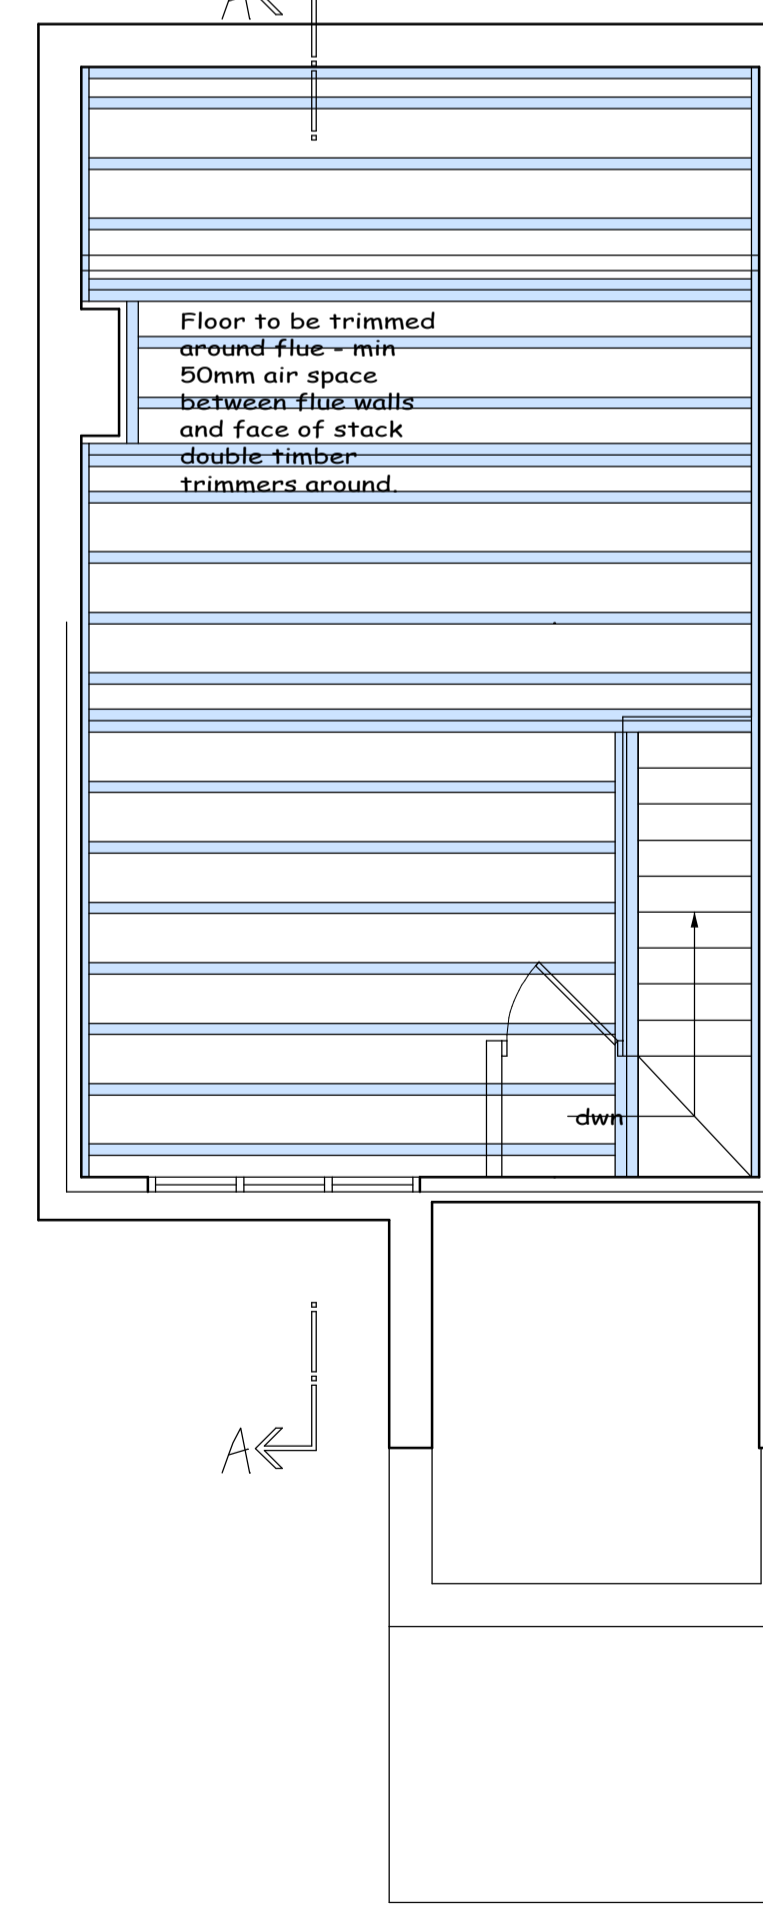 A
Floor to be trimmed
around flue - min
50mm air space
between flue walls
and face of stack
double timber
trimmers around.
dwn
A